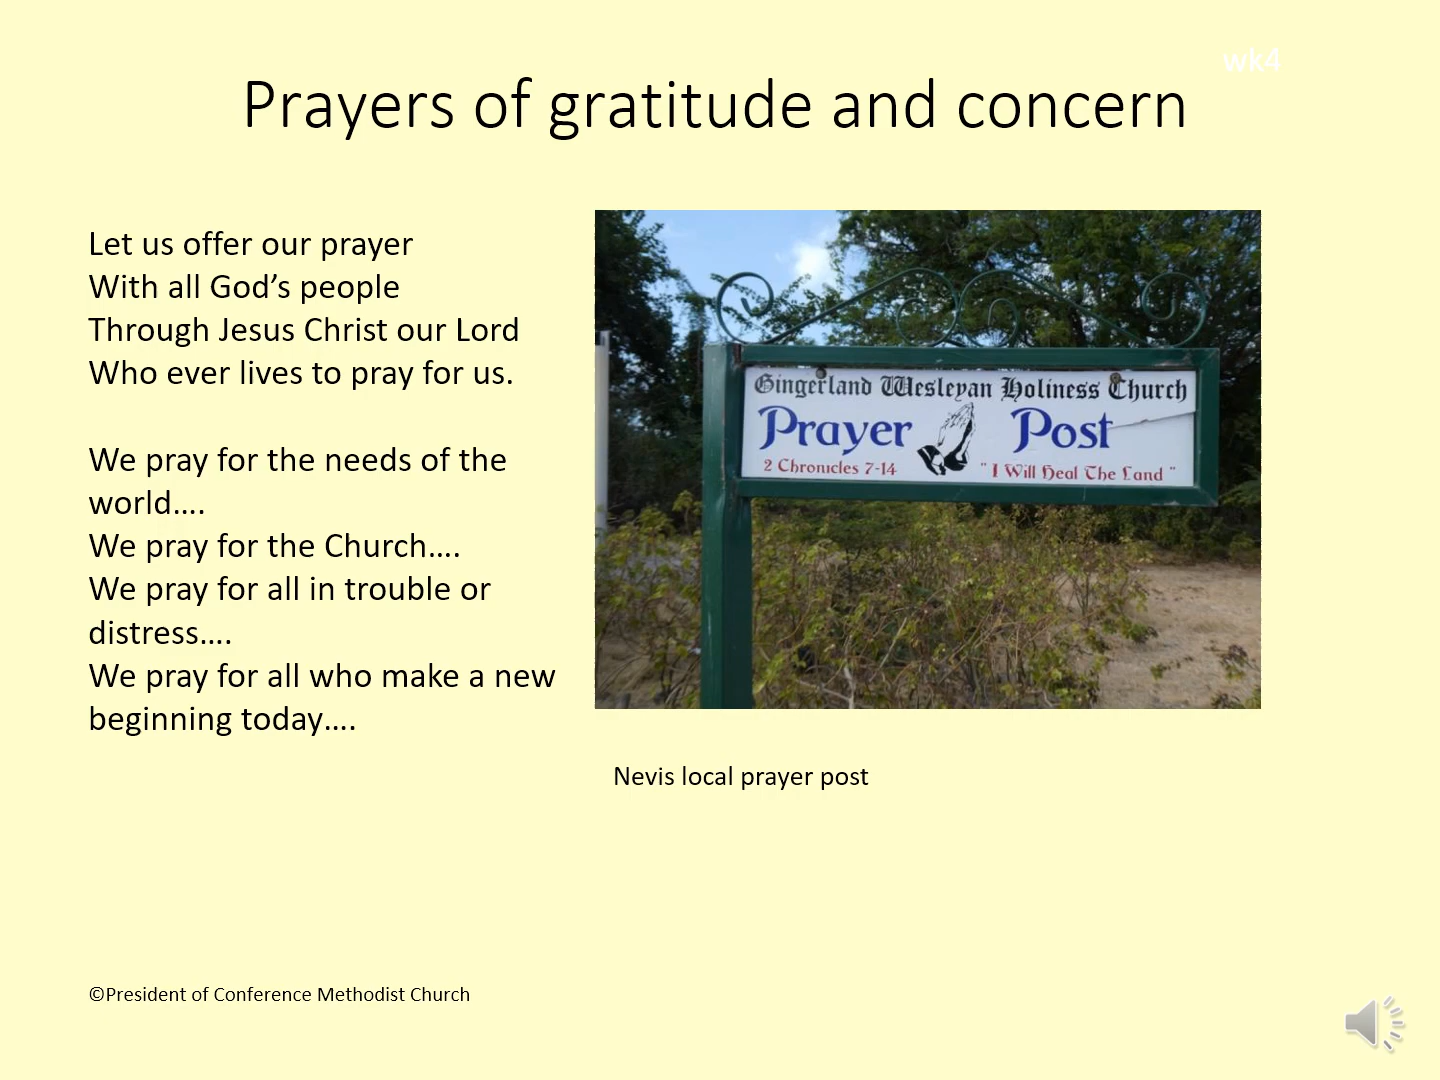 wk4
Prayers of gratitude and concern
Let us offer our prayer
With all God’s people
Through Jesus Christ our Lord
Who ever lives to pray for us.
We pray for the needs of the
world….
We pray for the Church….
We pray for all in trouble or
distress….
We pray for all who make a new
beginning today….
Gingerland Wesleyan Holiness Church
Prayer Post
2 Chronicles 7-14 "I Will Heal The Land"
Nevis local prayer post
©President of Conference Methodist Church